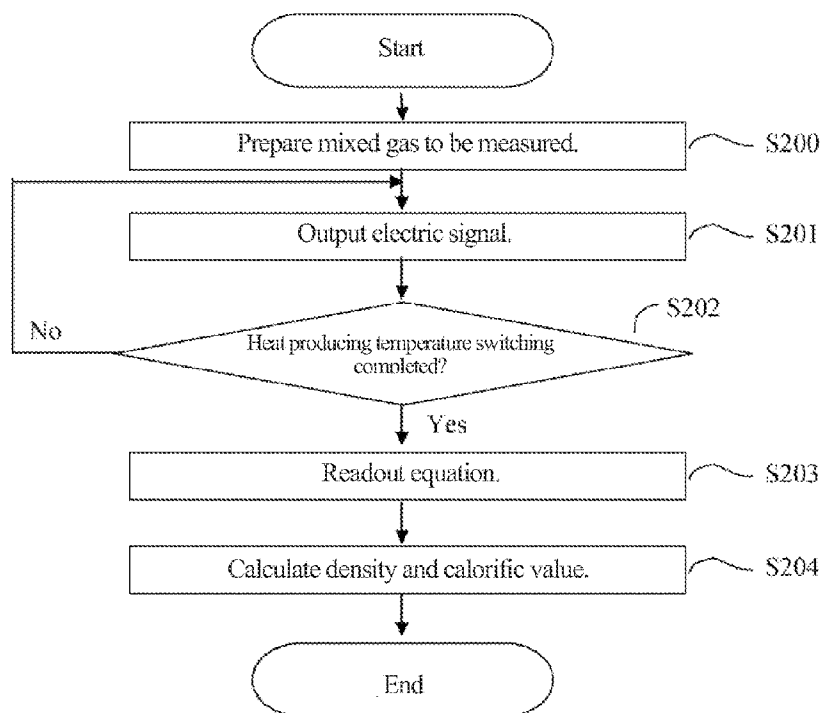 Start
Prepare mixed gas to be measured.
S200
Output electric signal.
S201
S202
No
Heat producing temperature switching
completed?
Yes
Readout equation.
S203
Calculate density and calorific value.
S204
End